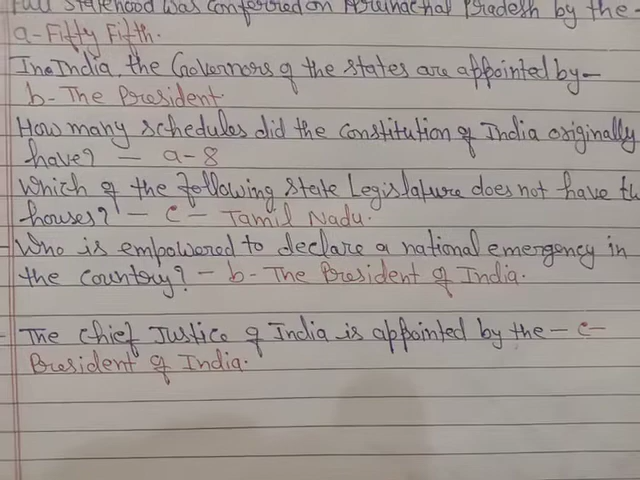 Full statehood was conferred on Arunachal Pradesh by the -
a - Fifty Fifth.
In India, the Governors of the states are appointed by -
b - The President
How many schedules did the constitution of India originally
have? - a - 8
Which of the following State Legislature does not have
houses? - c - Tamil Nadu.
- Who is empowered to declare a national emergency in
the country? - b - The President of India.
- The Chief Justice of India is appointed by the - c -
President of India.